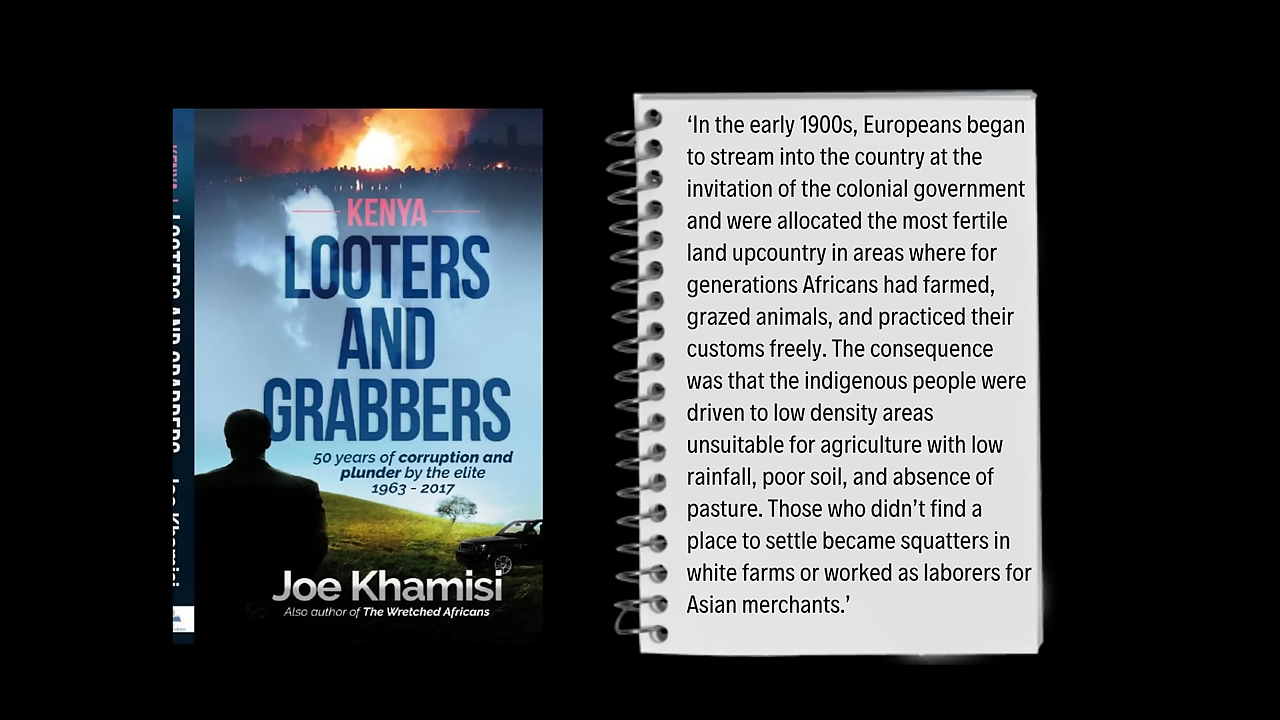 KENYA
LOOTERS
AND
GRABBERS
50 years of corruption and
plunder by the elite
1963 - 2017
Joe Khamisi
Also author of The Wretched Africans
KENYA
LOOTERS AND GRABBERS
Joe Khamisi
‘In the early 1900s, Europeans began
to stream into the country at the
invitation of the colonial government
and were allocated the most fertile
land upcountry in areas where for
generations Africans had farmed,
grazed animals, and practiced their
customs freely. The consequence
was that the indigenous people were
driven to low density areas
unsuitable for agriculture with low
rainfall, poor soil, and absence of
pasture. Those who didn’t find a
place to settle became squatters in
white farms or worked as laborers for
Asian merchants.’